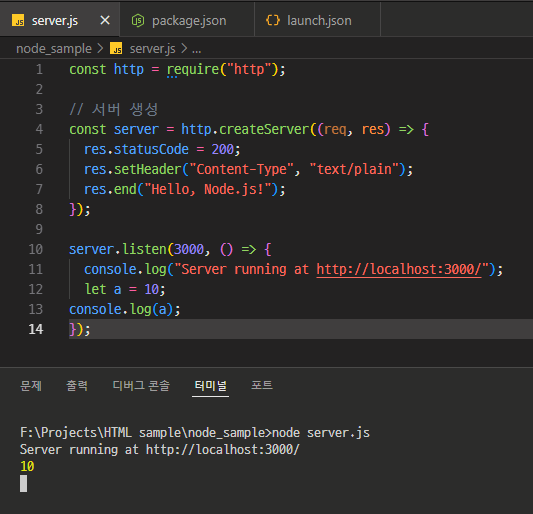 server.js
package.json
launch.json
node_sample > server.js > ...
1 const http = require("http");
2
3 // 서버 생성
4 const server = http.createServer((req, res) => {
5   res.statusCode = 200;
6   res.setHeader("Content-Type", "text/plain");
7   res.end("Hello, Node.js!");
8 });
9
10 server.listen(3000, () => {
11   console.log("Server running at http://localhost:3000/");
12   let a = 10;
13 console.log(a);
14 });
문제 출력 디버그 콘솔 터미널 포트
F:\Projects\HTML sample\node_sample>node server.js
Server running at http://localhost:3000/
10